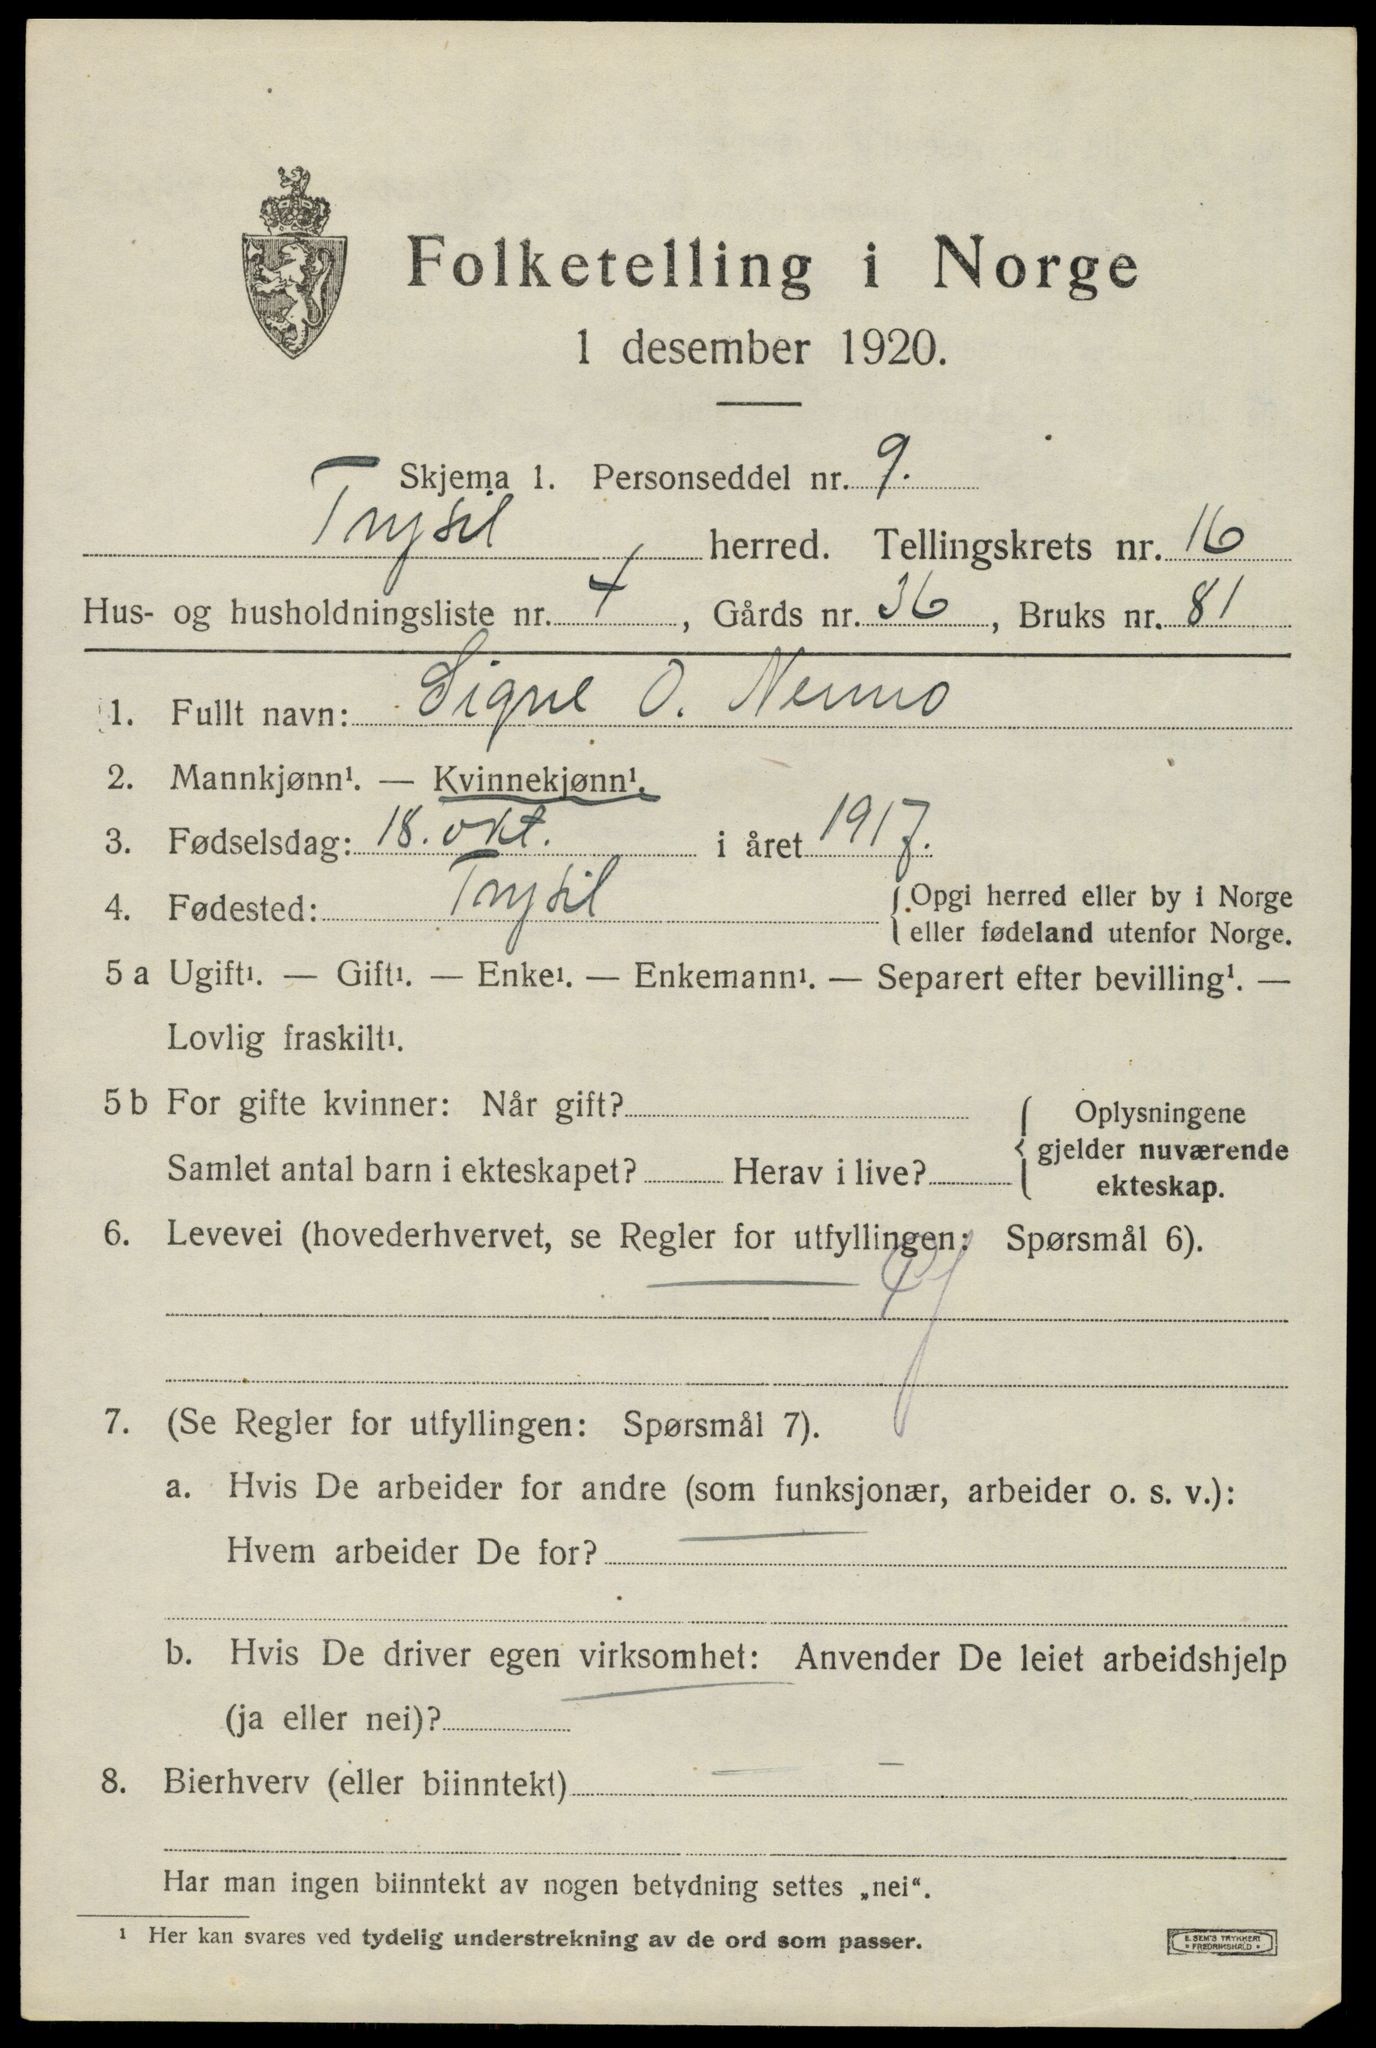 Folketelling i Norge
1 desember 1920.
Skjema 1. Personseddel nr. 9.
Trysil herred. Tellingskrets nr. 16
Hus- og husholdningsliste nr. 4, Gårds nr. 36, Bruks nr. 81
1. Fullt navn: Signe O. Nemno
2. Mannkjønn¹. — Kvinnekjønn¹.
3. Fødselsdag: 18. okt. i året 1917.
4. Fødested: Trysil
{Opgi herred eller by i Norge
eller fødeland utenfor Norge.
5 a Ugift¹. — Gift¹. — Enke¹. — Enkemann¹. — Separert efter bevilling¹. —
Lovlig fraskilt¹.
5 b For gifte kvinner: Når gift?
Samlet antal barn i ekteskapet? Herav i live?
{Oplysningene
gjelder nuværende
ekteskap.
6. Levevei (hovederhvervet, se Regler for utfyllingen: Spørsmål 6).
7. (Se Regler for utfyllingen: Spørsmål 7).
a. Hvis De arbeider for andre (som funksjonær, arbeider o. s. v.):
Hvem arbeider De for?
b. Hvis De driver egen virksomhet: Anvender De leiet arbeidshjelp
(ja eller nei)?
8. Bierhverv (eller biinntekt)
Har man ingen biinntekt av nogen betydning settes „nei“.
¹ Her kan svares ved tydelig understrekning av de ord som passer.
E. SEM'S TRYKKERI
• FREDRIKSHALD •